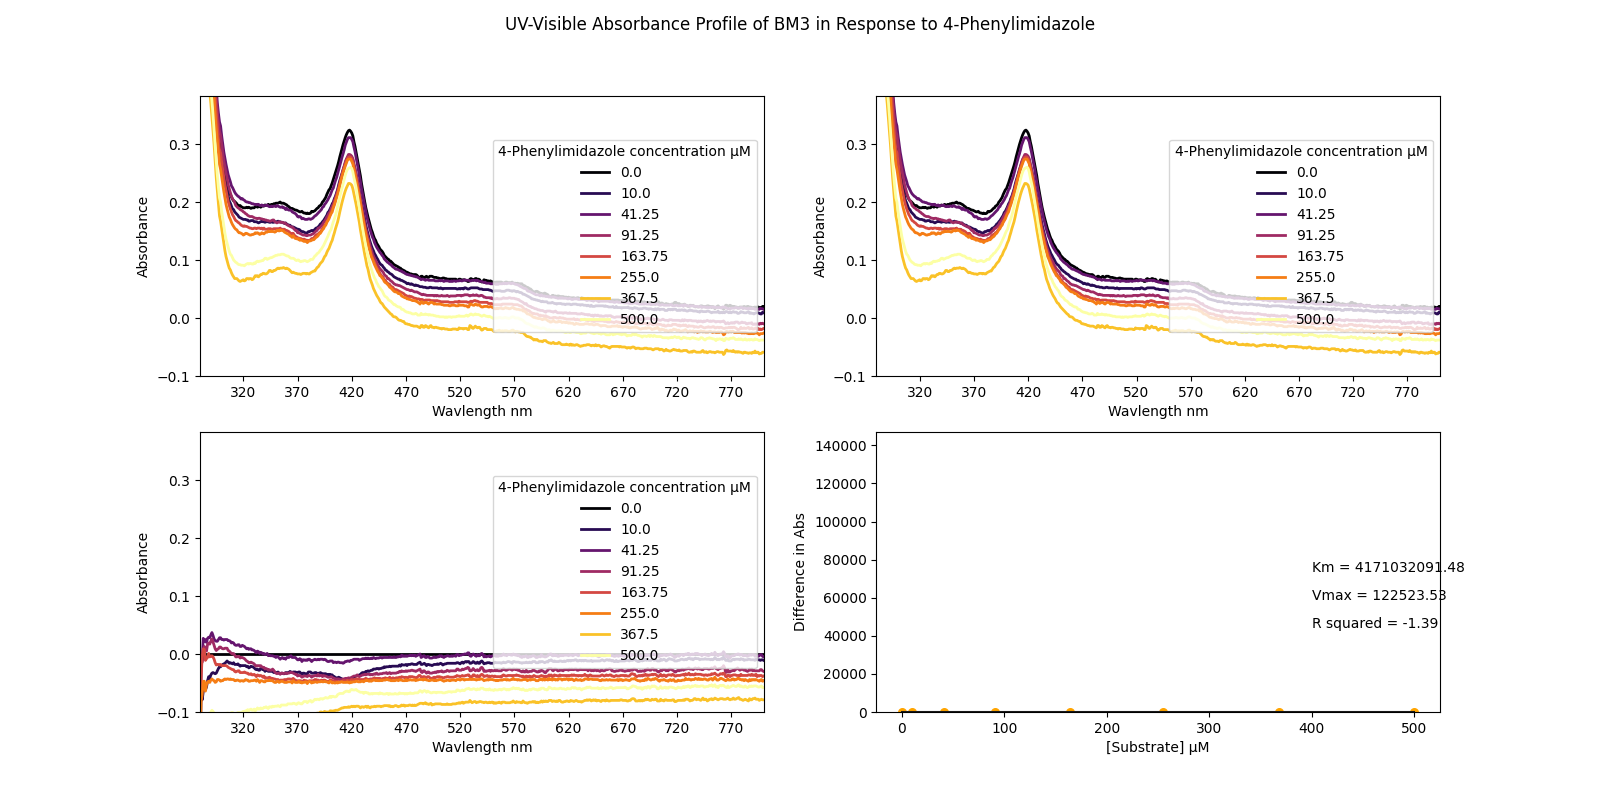 UV-Visible Absorbance Profile of BM3 in Response to 4-Phenylimidazole
Absorbance
0.3
0.2
0.1
0.0
−0.1
4-Phenylimidazole concentration μM
0.0
10.0
41.25
91.25
163.75
255.0
367.5
500.0
320 370 420 470 520 570 620 670 720 770
Wavlength nm
Absorbance
0.3
0.2
0.1
0.0
−0.1
4-Phenylimidazole concentration μM
0.0
10.0
41.25
91.25
163.75
255.0
367.5
500.0
320 370 420 470 520 570 620 670 720 770
Wavlength nm
Absorbance
0.3
0.2
0.1
0.0
−0.1
4-Phenylimidazole concentration μM
0.0
10.0
41.25
91.25
163.75
255.0
367.5
500.0
320 370 420 470 520 570 620 670 720 770
Wavlength nm
Difference in Abs
140000
120000
100000
80000
60000
40000
20000
0
Km = 4171032091.48
Vmax = 122523.53
R squared = -1.39
0 100 200 300 400 500
[Substrate] μM